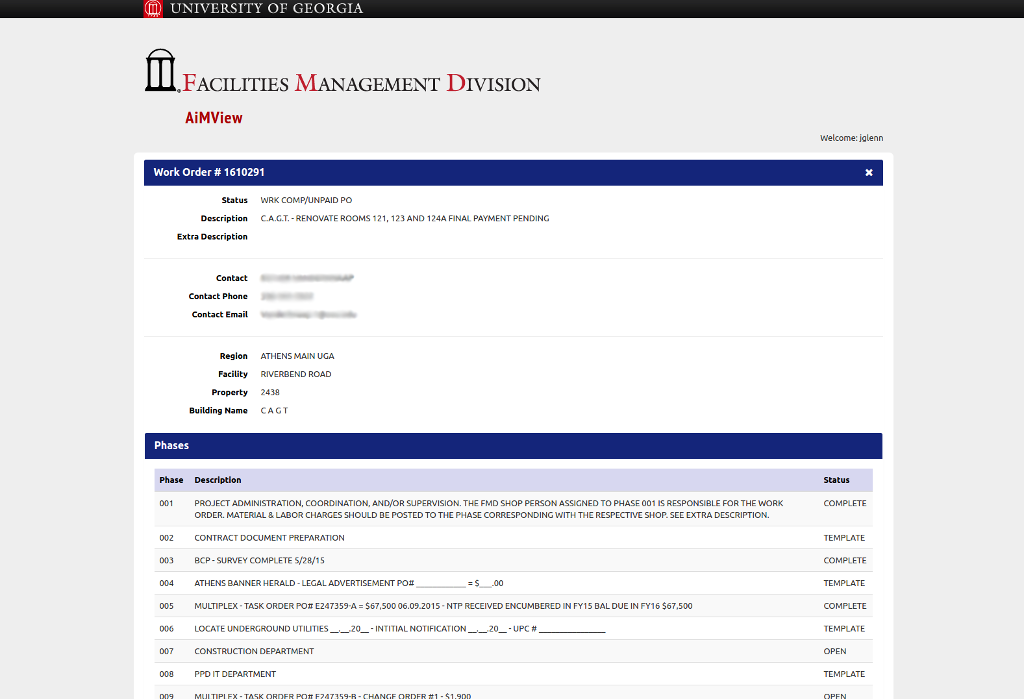 UNIVERSITY OF GEORGIA
FACILITIES MANAGEMENT DIVISION
AiMView
Welcome: jglenn
Work Order # 1610291
Status WRK COMP/UNPAID PO
Description C.A.G.T. - RENOVATE ROOMS 121, 123 AND 124A FINAL PAYMENT PENDING
Extra Description
Contact
Contact Phone
Contact Email
Region ATHENS MAIN UGA
Facility RIVERBEND ROAD
Property 2438
Building Name C A G T
Phases
Phase Description Status
001 PROJECT ADMINISTRATION, COORDINATION, AND/OR SUPERVISION. THE FMD SHOP PERSON ASSIGNED TO PHASE 001 IS RESPONSIBLE FOR THE WORK COMPLETE
ORDER. MATERIAL & LABOR CHARGES SHOULD BE POSTED TO THE PHASE CORRESPONDING WITH THE RESPECTIVE SHOP. SEE EXTRA DESCRIPTION.
002 CONTRACT DOCUMENT PREPARATION TEMPLATE
003 BCP - SURVEY COMPLETE 5/28/15 COMPLETE
004 ATHENS BANNER HERALD - LEGAL ADVERTISEMENT PO# ____________ = $___.00 TEMPLATE
005 MULTIPLEX - TASK ORDER PO# E247359-A = $67,500 06.09.2015 - NTP RECEIVED ENCUMBERED IN FY15 BAL DUE IN FY16 $67,500 COMPLETE
006 LOCATE UNDERGROUND UTILITIES __.__.20__ - INTITIAL NOTIFICATION __.__.20__ - UPC # ________________ TEMPLATE
007 CONSTRUCTION DEPARTMENT OPEN
008 PPD IT DEPARTMENT TEMPLATE
009 MULTIPLEX - TASK ORDER PO# E247359-B - CHANGE ORDER #1 - $1,900 OPEN